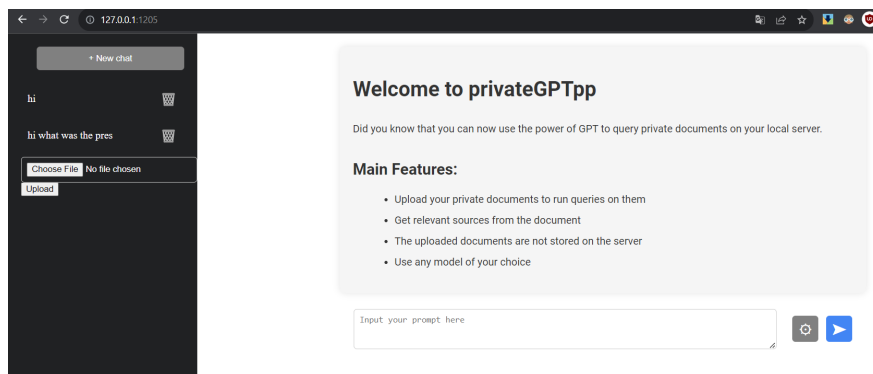 127.0.0.1:1205
+ New chat
hi
hi what was the pres
Choose File No file chosen
Upload
Welcome to privateGPTpp
Did you know that you can now use the power of GPT to query private documents on your local server.
Main Features:
• Upload your private documents to run queries on them
• Get relevant sources from the document
• The uploaded documents are not stored on the server
• Use any model of your choice
Input your prompt here